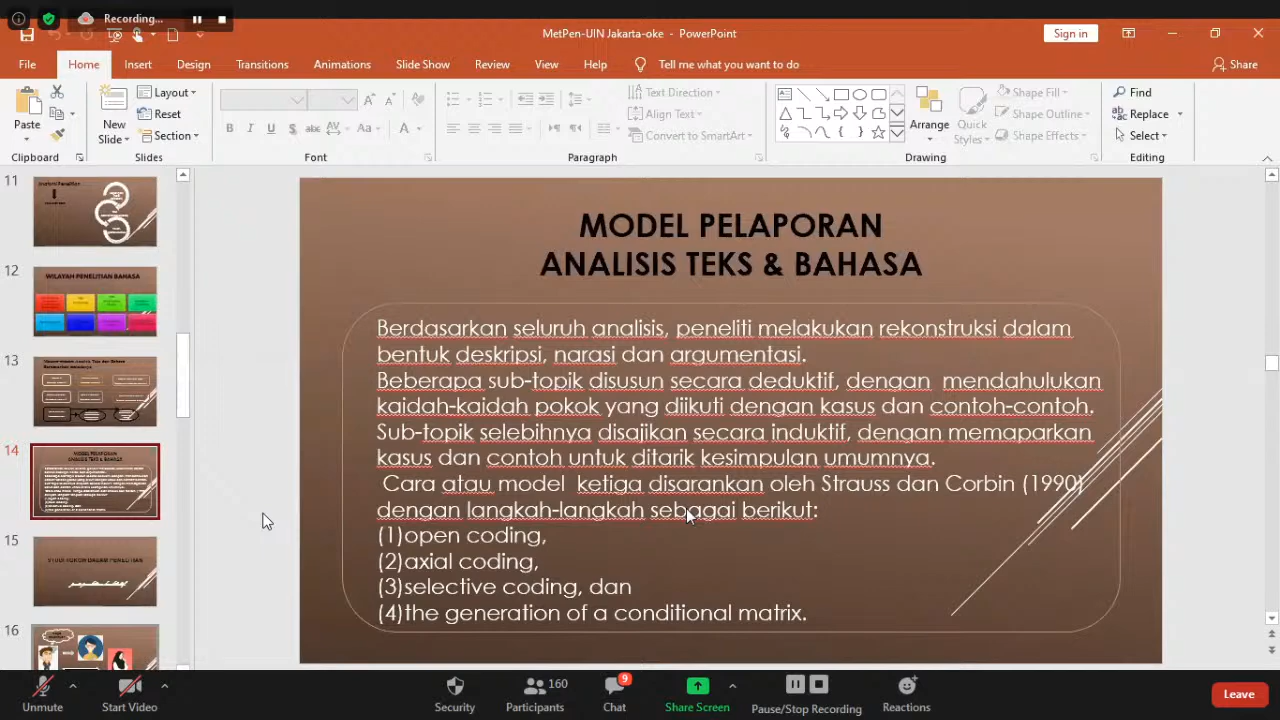 Recording...
MetPen-UIN Jakarta-oke - PowerPoint
Sign in
File Home Insert Design Transitions Animations Slide Show Review View Help Tell me what you want to do Share
Paste
New Slide
Layout
Reset
Section
Text Direction
Align Text
Convert to SmartArt
Arrange
Quick Styles
Shape Fill
Shape Outline
Shape Effects
Find
Replace
Select
Clipboard Slides Font Paragraph Drawing Editing
11
12
WILAYAH PENELITIAN BAHASA
13
14
MODEL PELAPORAN
ANALISIS TEKS & BAHASA
15
16
MODEL PELAPORAN
ANALISIS TEKS & BAHASA
Berdasarkan seluruh analisis, peneliti melakukan rekonstruksi dalam
bentuk deskripsi, narasi dan argumentasi.
Beberapa sub-topik disusun secara deduktif, dengan mendahulukan
kaidah-kaidah pokok yang diikuti dengan kasus dan contoh-contoh.
Sub-topik selebihnya disajikan secara induktif, dengan memaparkan
kasus dan contoh untuk ditarik kesimpulan umumnya.
Cara atau model ketiga disarankan oleh Strauss dan Corbin (1990)
dengan langkah-langkah sebagai berikut:
(1)open coding,
(2)axial coding,
(3)selective coding, dan
(4)the generation of a conditional matrix.
Unmute
Start Video
Security
160
Participants
9
Chat
Share Screen
Pause/Stop Recording
Reactions
Leave